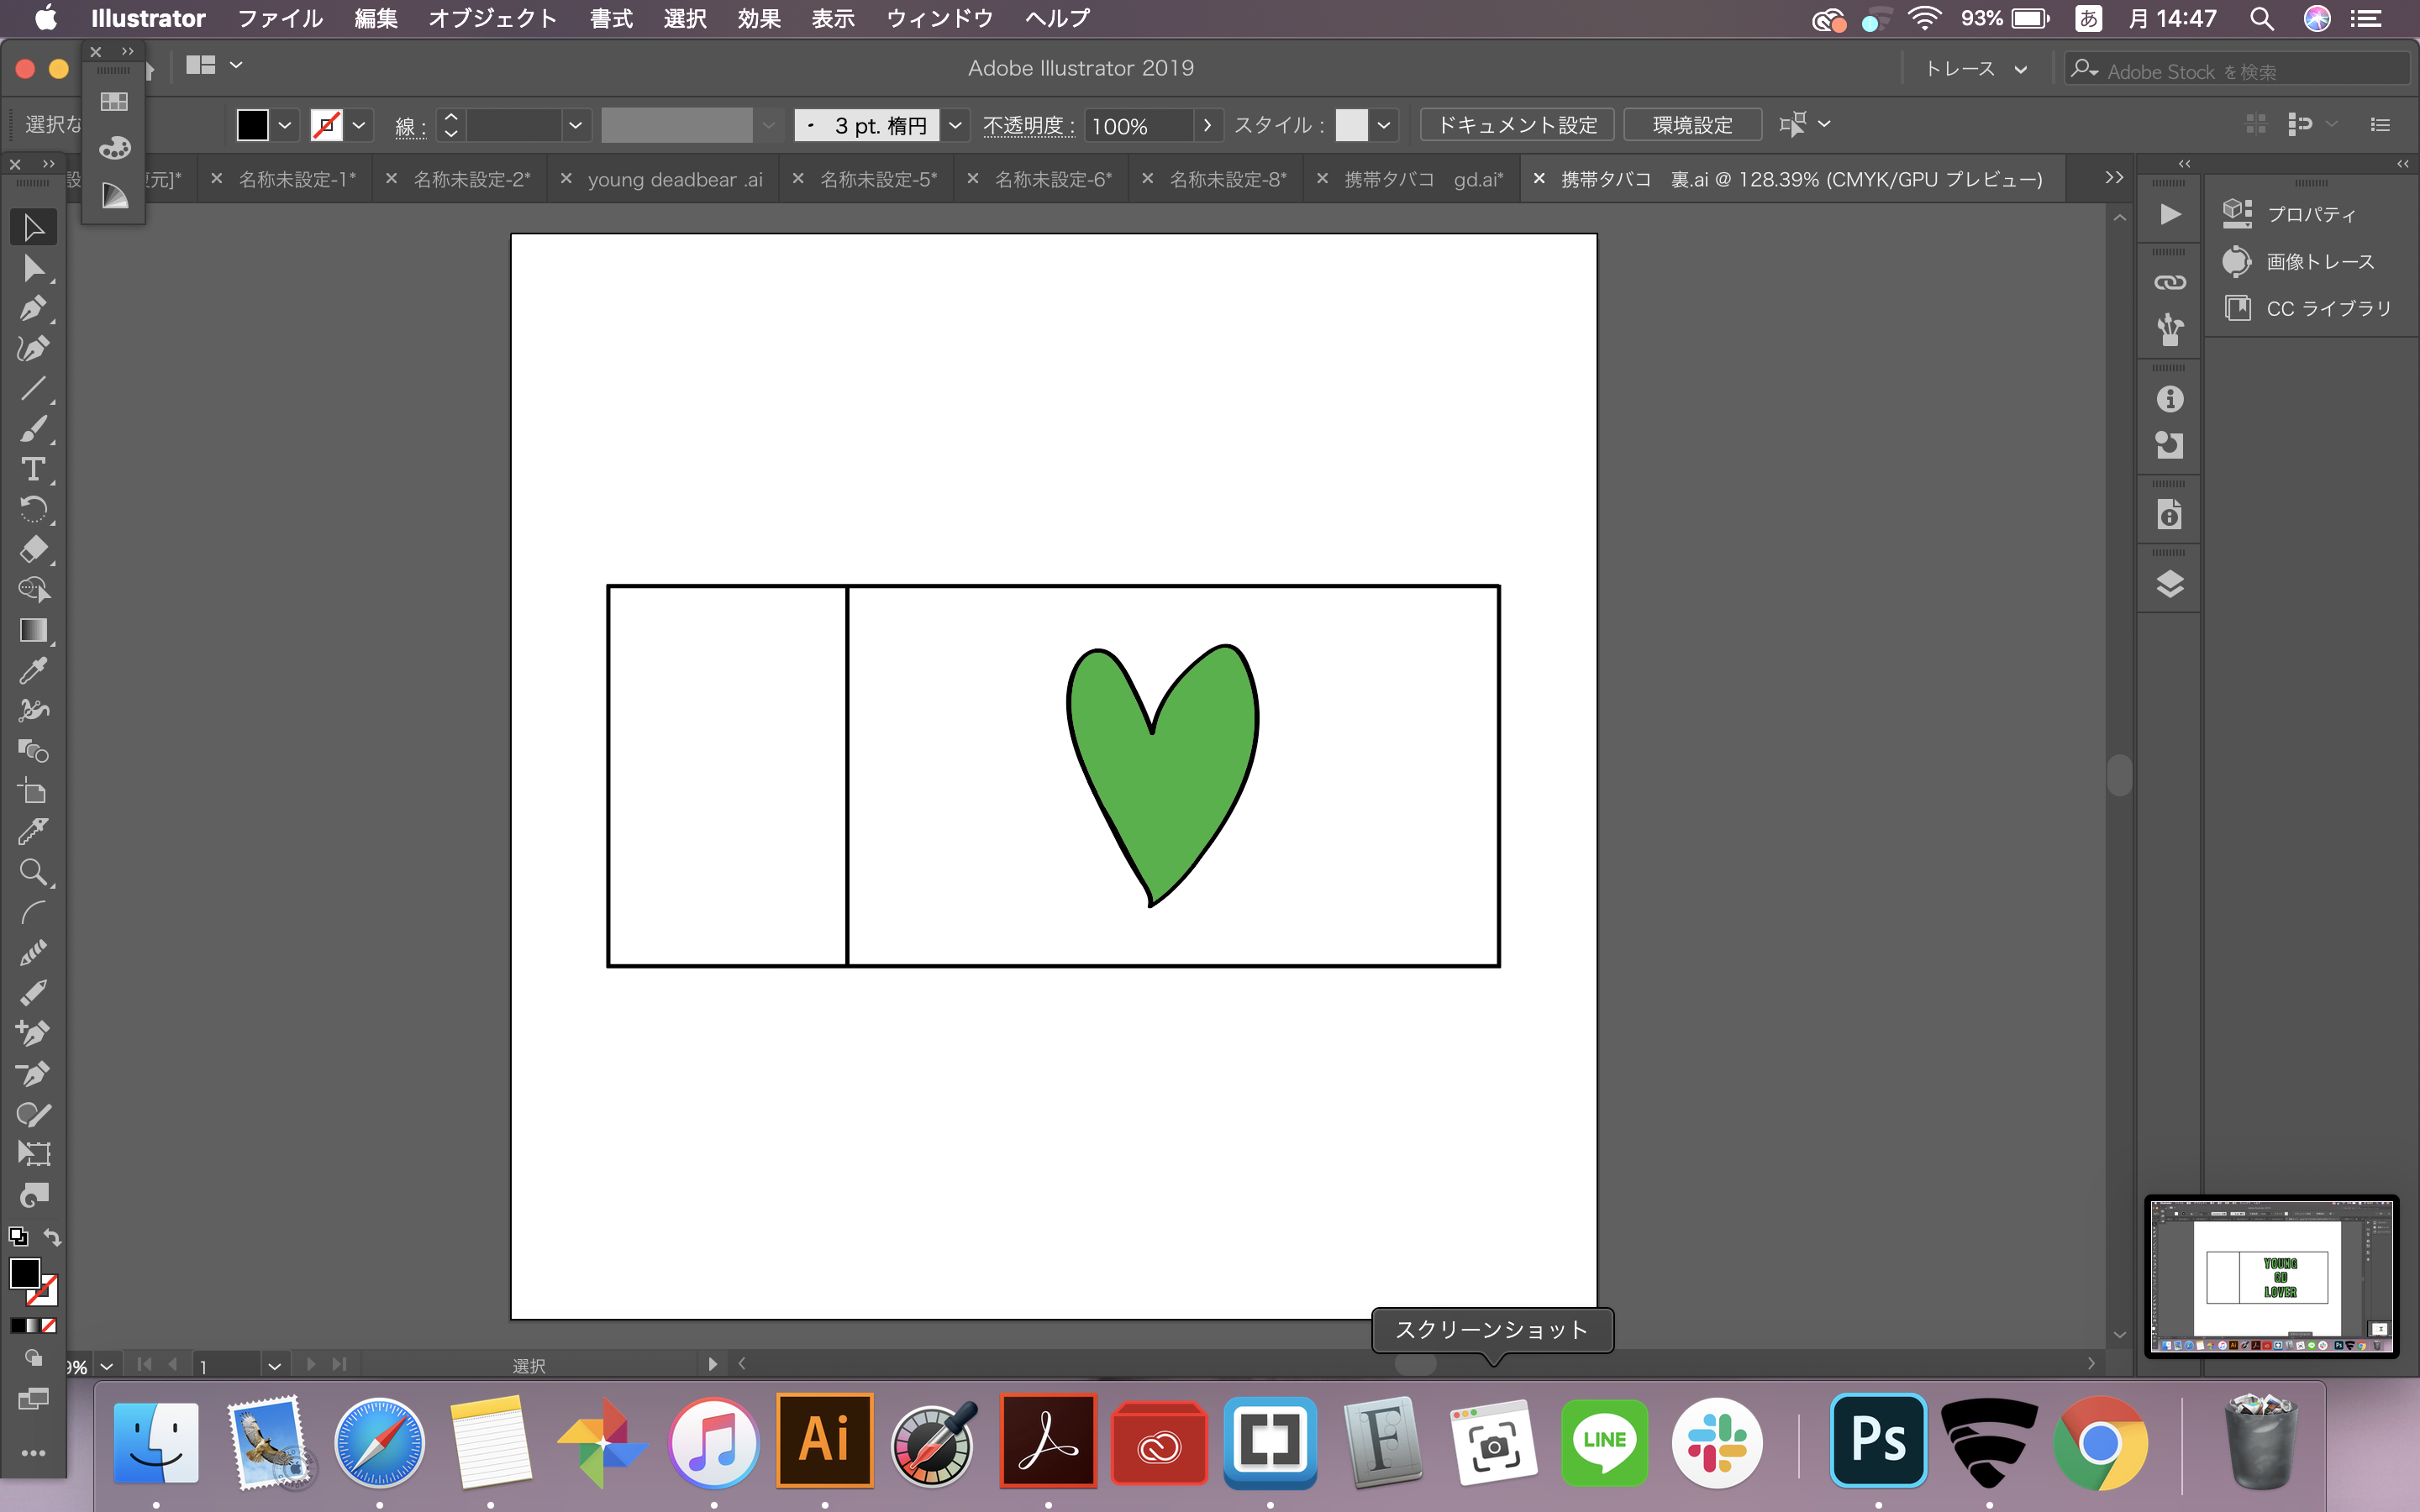 Illustrator ファイル 編集 オブジェクト 書式 選択 効果 表示 ウィンドウ ヘルプ 93% あ 月 14:47
Adobe Illustrator 2019 トレース Adobe Stock を検索
選択な 線 : 3 pt. 楕円 不透明度 : 100% スタイル : ドキュメント設定 環境設定
元]* 名称未設定-1* 名称未設定-2* young deadbear .ai 名称未設定-5* 名称未設定-6* 名称未設定-8* 携帯タバコ gd.ai* 携帯タバコ 裏.ai @ 128.39% (CMYK/GPU プレビュー)
プロパティ
画像トレース
CC ライブラリ
YOUNG
GD
LOVER
スクリーンショット
9% 1 選択
Ai F LINE Ps